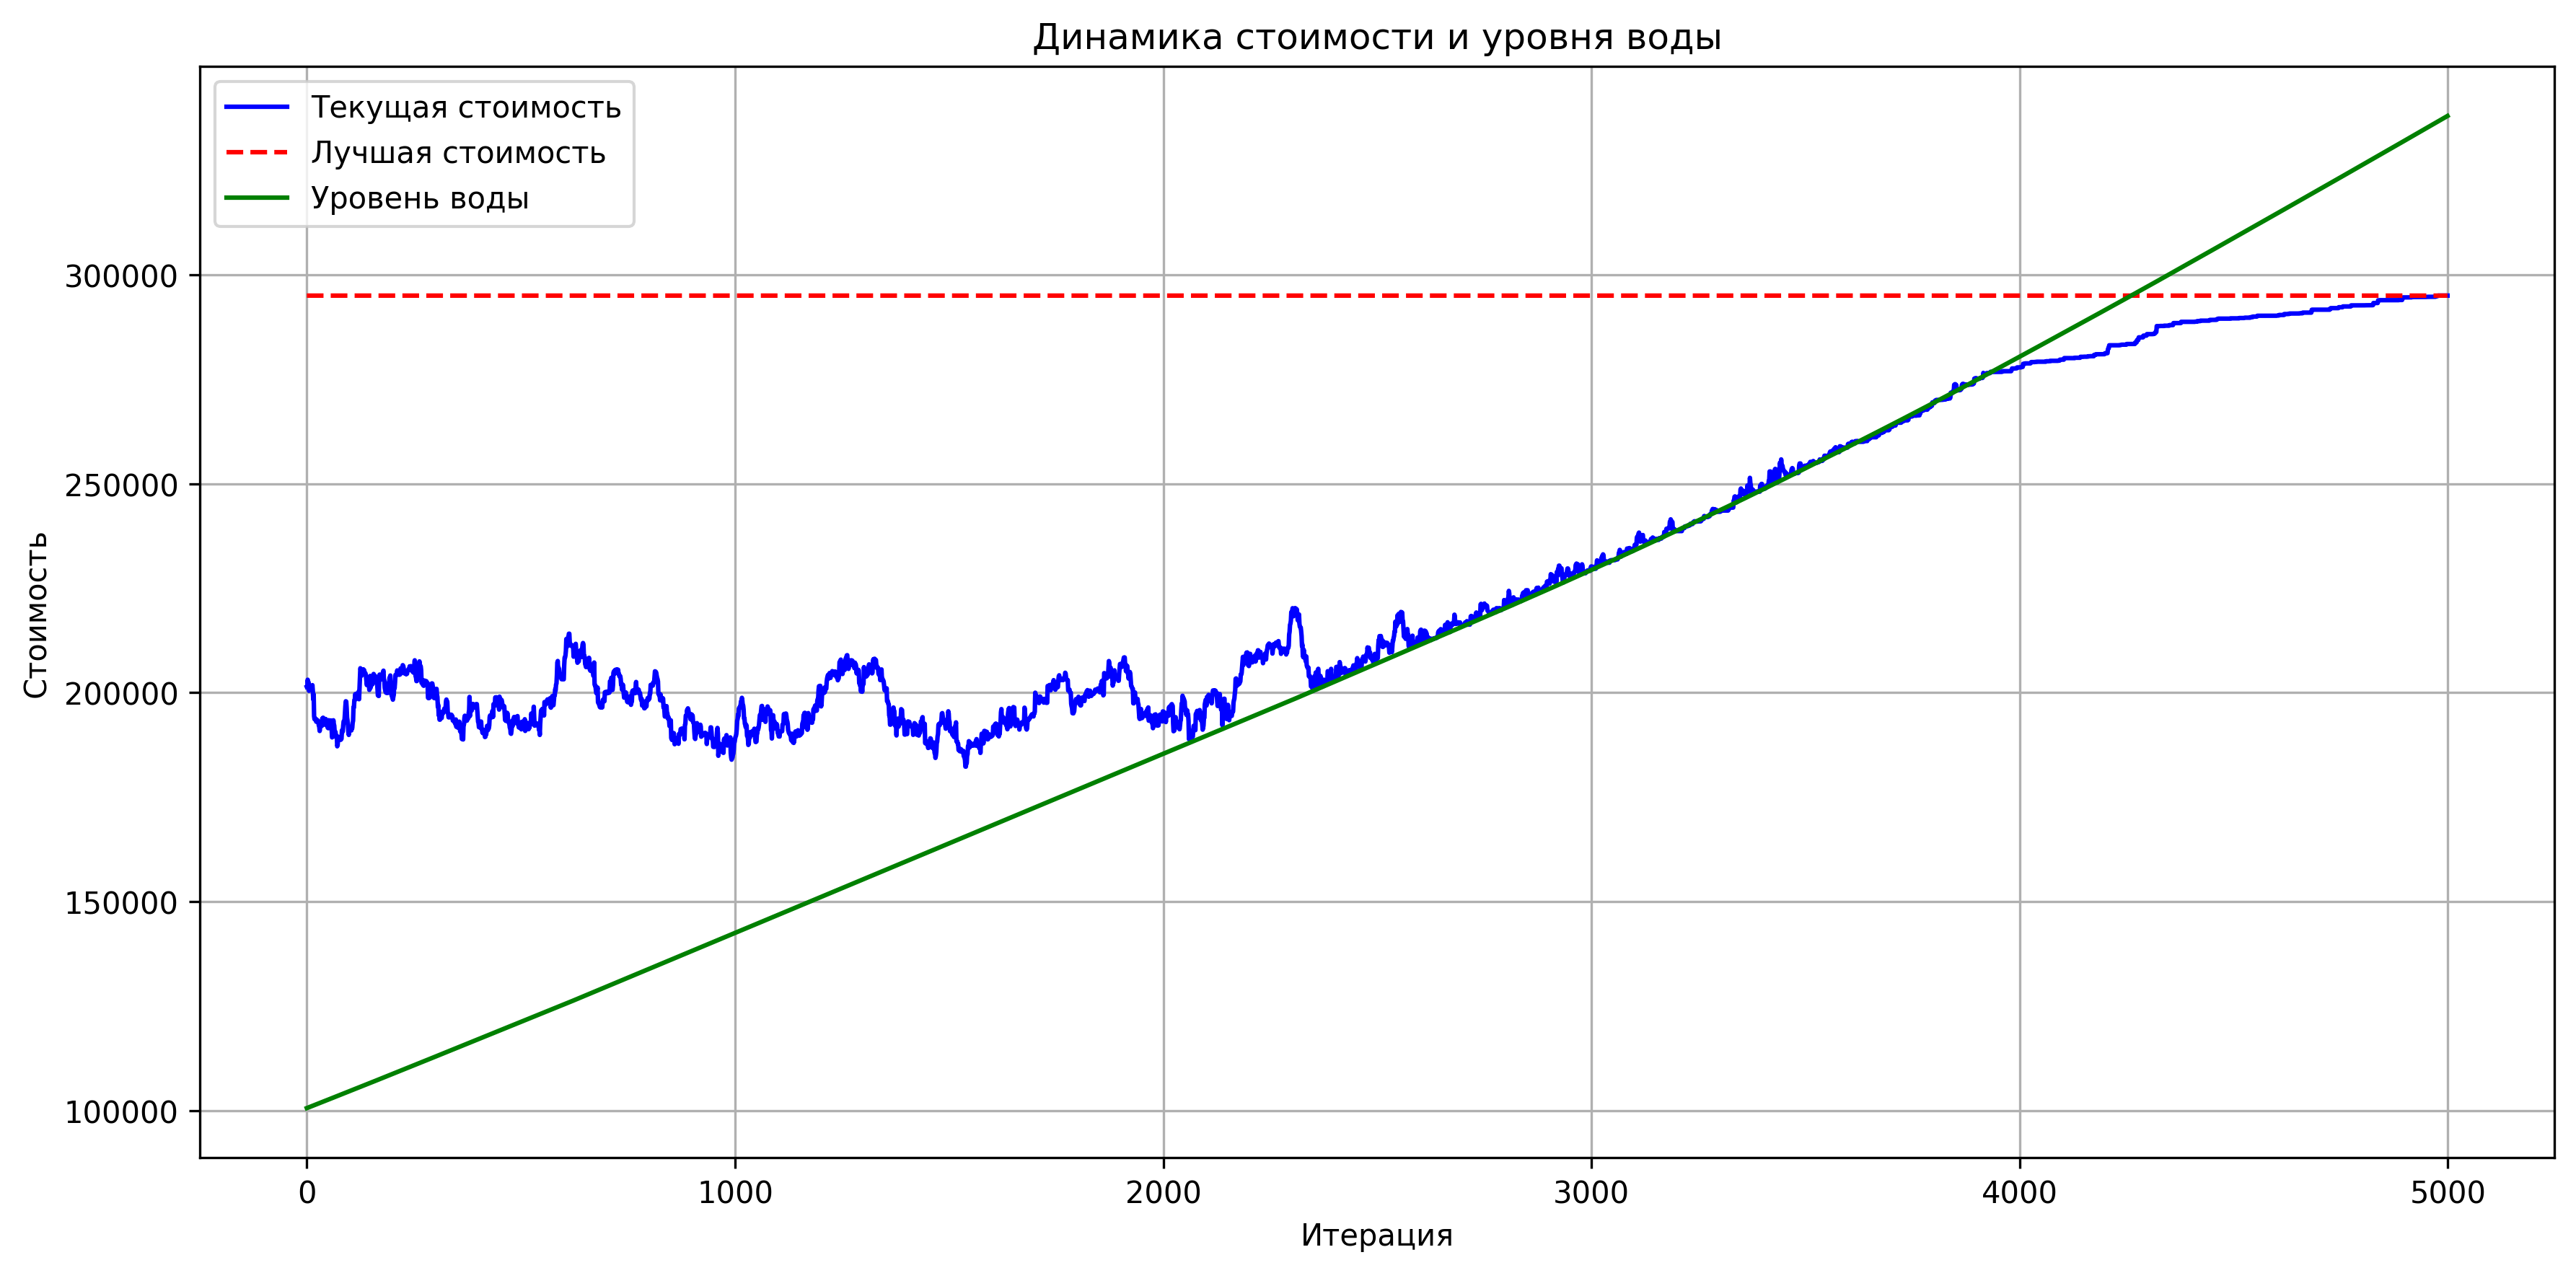 Динамика стоимости и уровня воды
Текущая стоимость
Лучшая стоимость
Уровень воды
300000
250000
200000
150000
100000
Стоимость
0 1000 2000 3000 4000 5000
Итерация